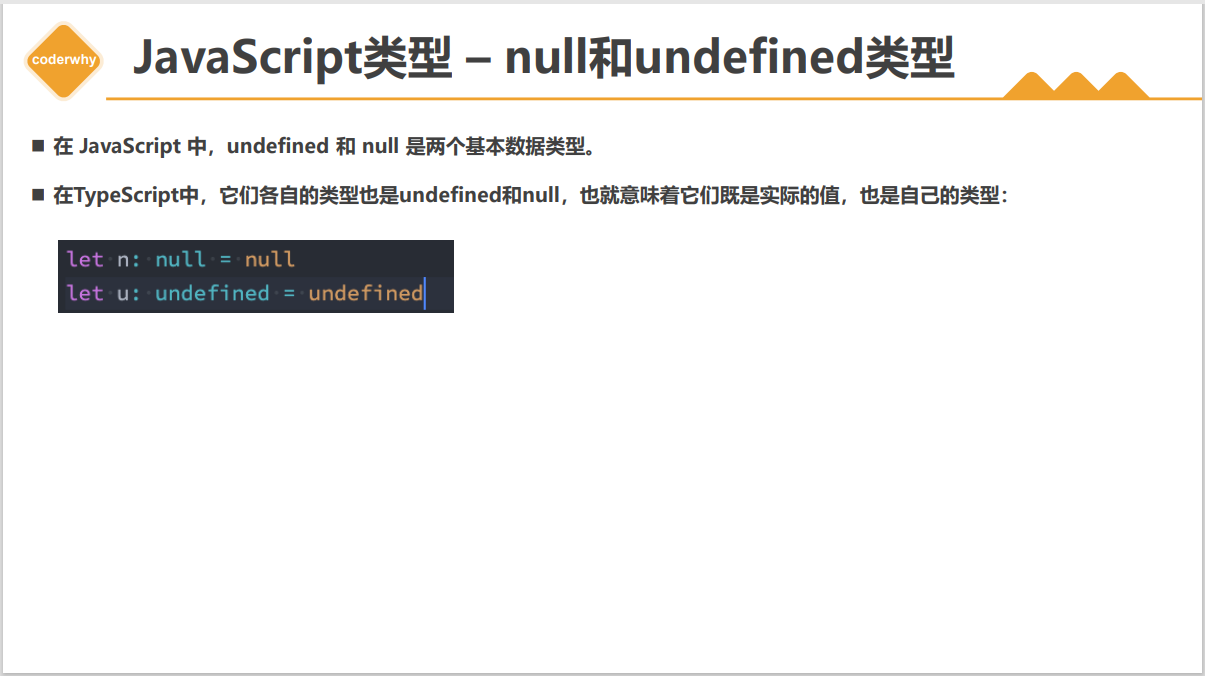 coderwhy
JavaScript类型 – null和undefined类型
在 JavaScript 中，undefined 和 null 是两个基本数据类型。
在TypeScript中，它们各自的类型也是undefined和null，也就意味着它们既是实际的值，也是自己的类型：
let n: null = null
let u: undefined = undefined